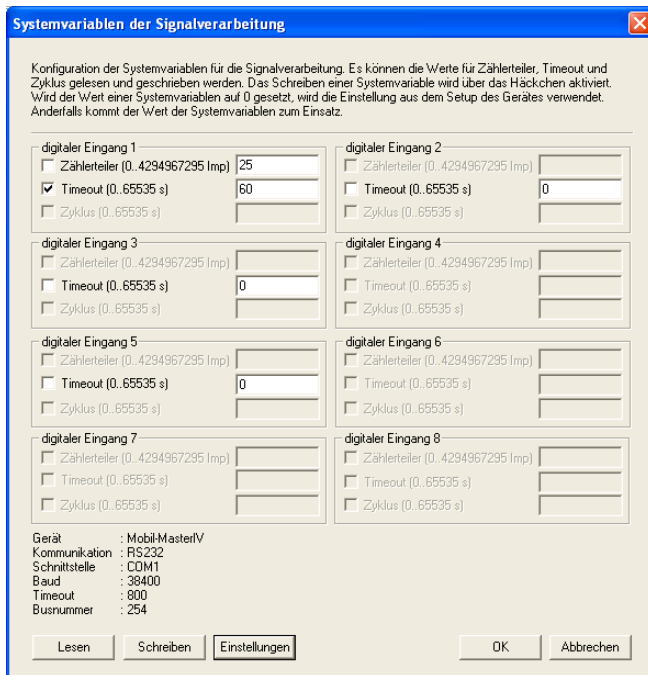 Systemvariablen der Signalverarbeitung
Konfiguration der Systemvariablen für die Signalverarbeitung. Es können die Werte für Zählerteiler, Timeout und
Zyklus gelesen und geschrieben werden. Das Schreiben einer Systemvariable wird über das Häckchen aktiviert.
Wird der Wert einer Systemvariablen auf 0 gesetzt, wird die Einstellung aus dem Setup des Gerätes verwendet.
Anderfalls kommt der Wert der Systemvariablen zum Einsatz.
digitaler Eingang 1
Zählerteiler (0..4294967295 Imp) 25
Timeout (0..65535 s) 60
Zyklus (0..65535 s)
digitaler Eingang 2
Zählerteiler (0..4294967295 Imp)
Timeout (0..65535 s) 0
Zyklus (0..65535 s)
digitaler Eingang 3
Zählerteiler (0..4294967295 Imp)
Timeout (0..65535 s) 0
Zyklus (0..65535 s)
digitaler Eingang 4
Zählerteiler (0..4294967295 Imp)
Timeout (0..65535 s)
Zyklus (0..65535 s)
digitaler Eingang 5
Zählerteiler (0..4294967295 Imp)
Timeout (0..65535 s) 0
Zyklus (0..65535 s)
digitaler Eingang 6
Zählerteiler (0..4294967295 Imp)
Timeout (0..65535 s)
Zyklus (0..65535 s)
digitaler Eingang 7
Zählerteiler (0..4294967295 Imp)
Timeout (0..65535 s)
Zyklus (0..65535 s)
digitaler Eingang 8
Zählerteiler (0..4294967295 Imp)
Timeout (0..65535 s)
Zyklus (0..65535 s)
Gerät : Mobil-MasterIV
Kommunikation : RS232
Schnittstelle : COM1
Baud : 38400
Timeout : 800
Busnummer : 254
Lesen Schreiben Einstellungen OK Abbrechen